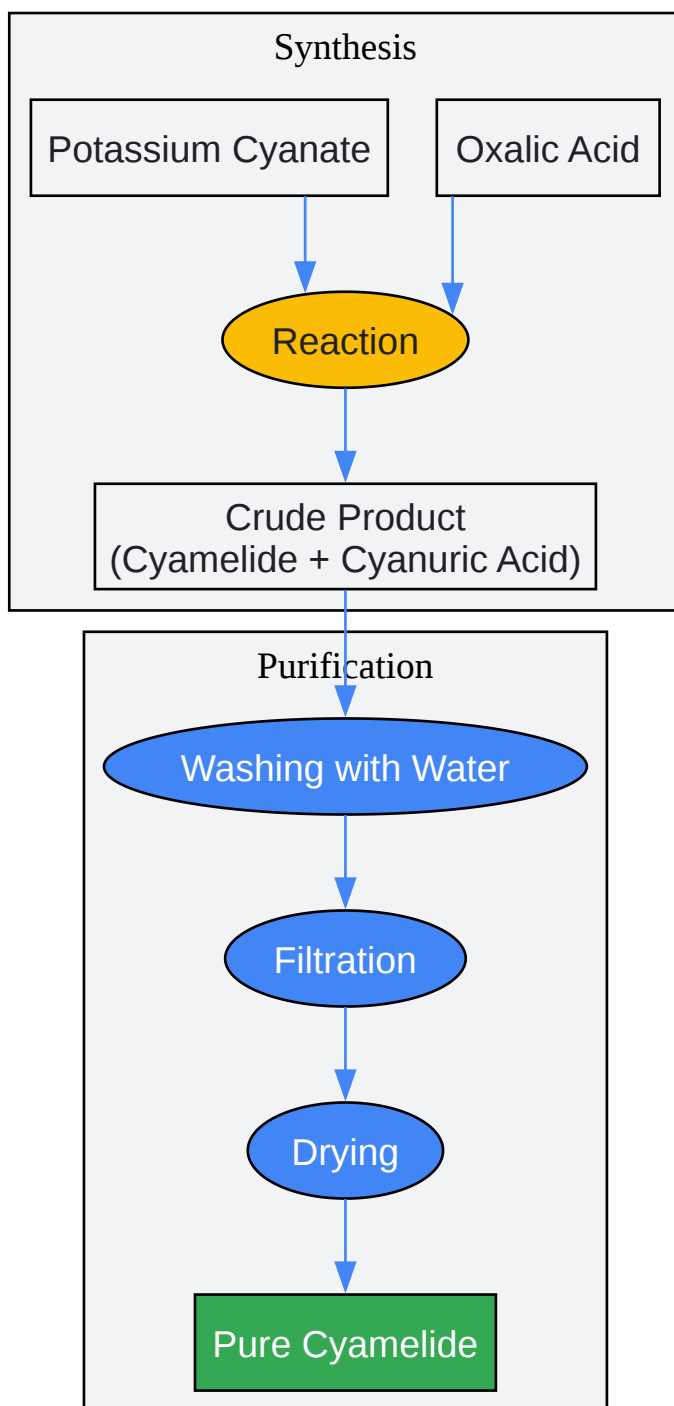 Synthesis
Potassium Cyanate
Oxalic Acid
Reaction
Crude Product
(Cyamelide + Cyanuric Acid)
Purification
Washing with Water
Filtration
Drying
Pure Cyamelide